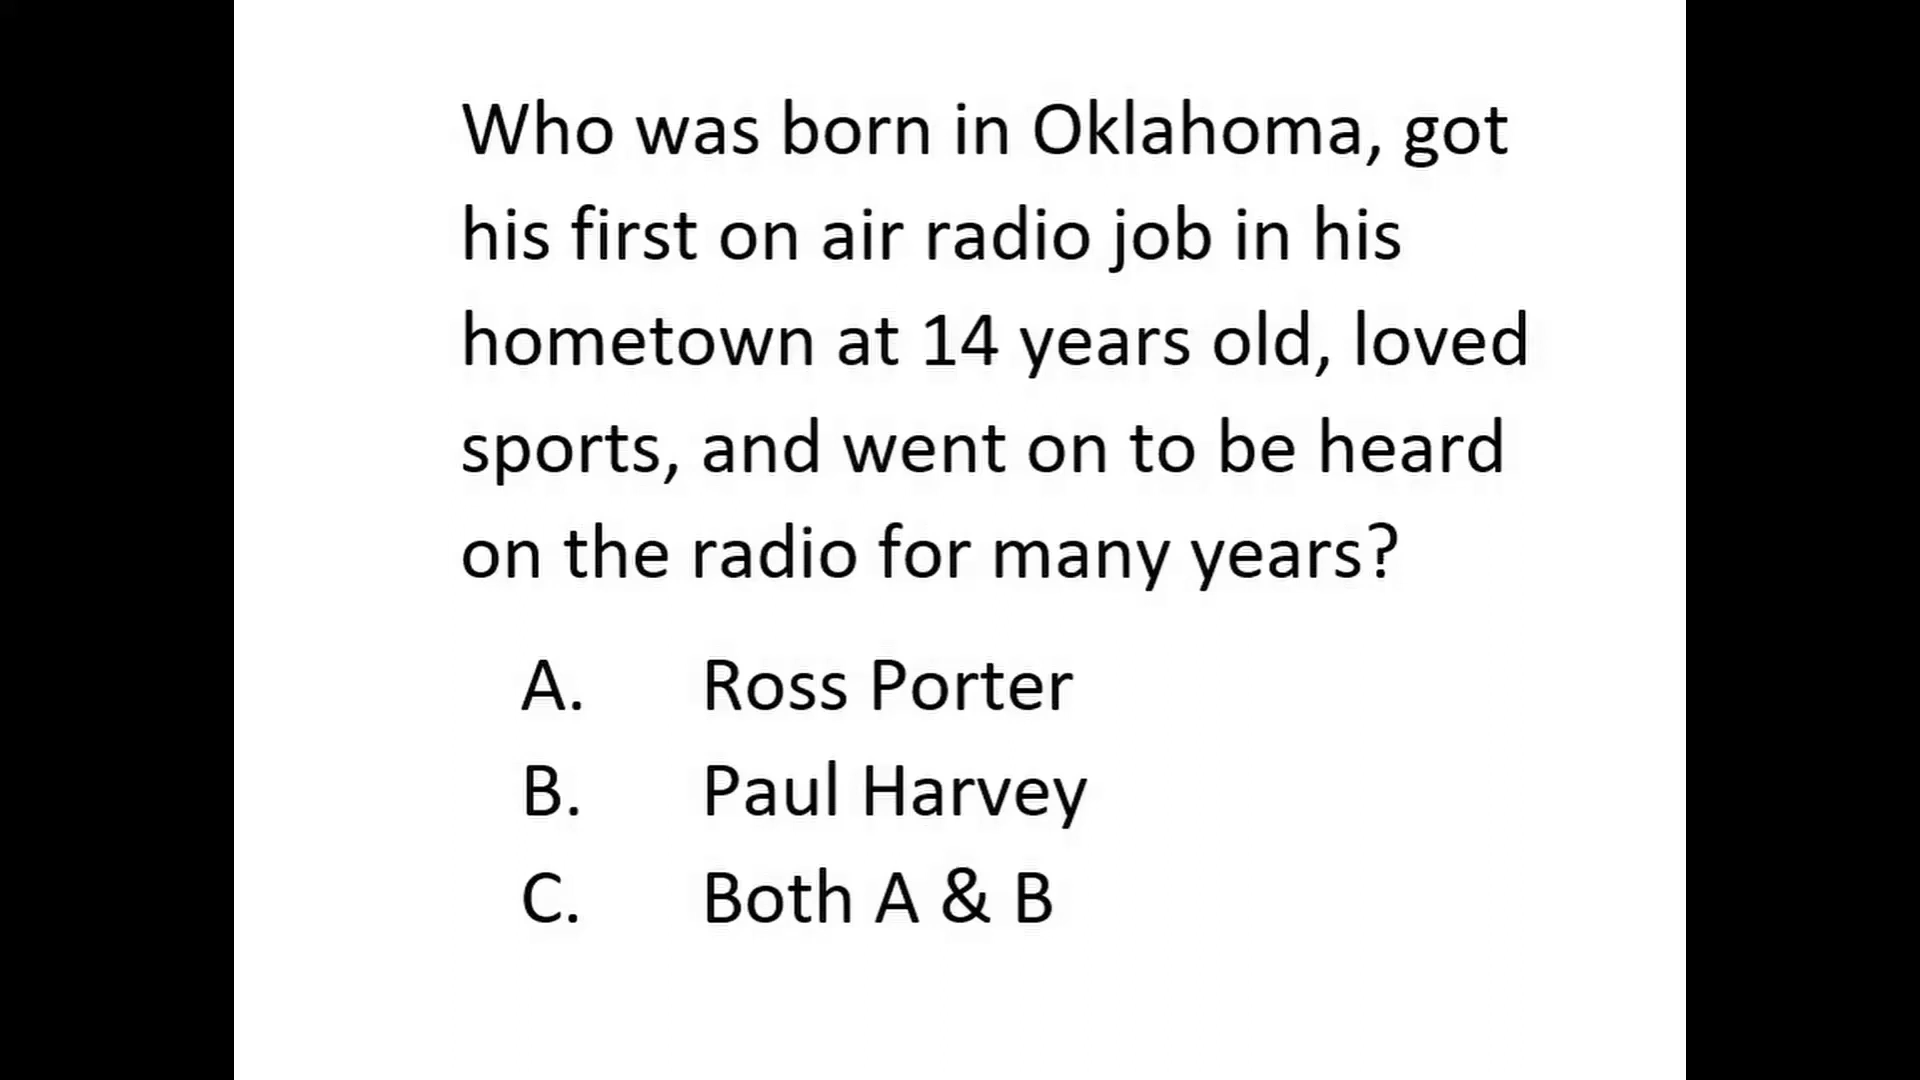 Who was born in Oklahoma, got
his first on air radio job in his
hometown at 14 years old, loved
sports, and went on to be heard
on the radio for many years?
A. Ross Porter
B. Paul Harvey
C. Both A & B